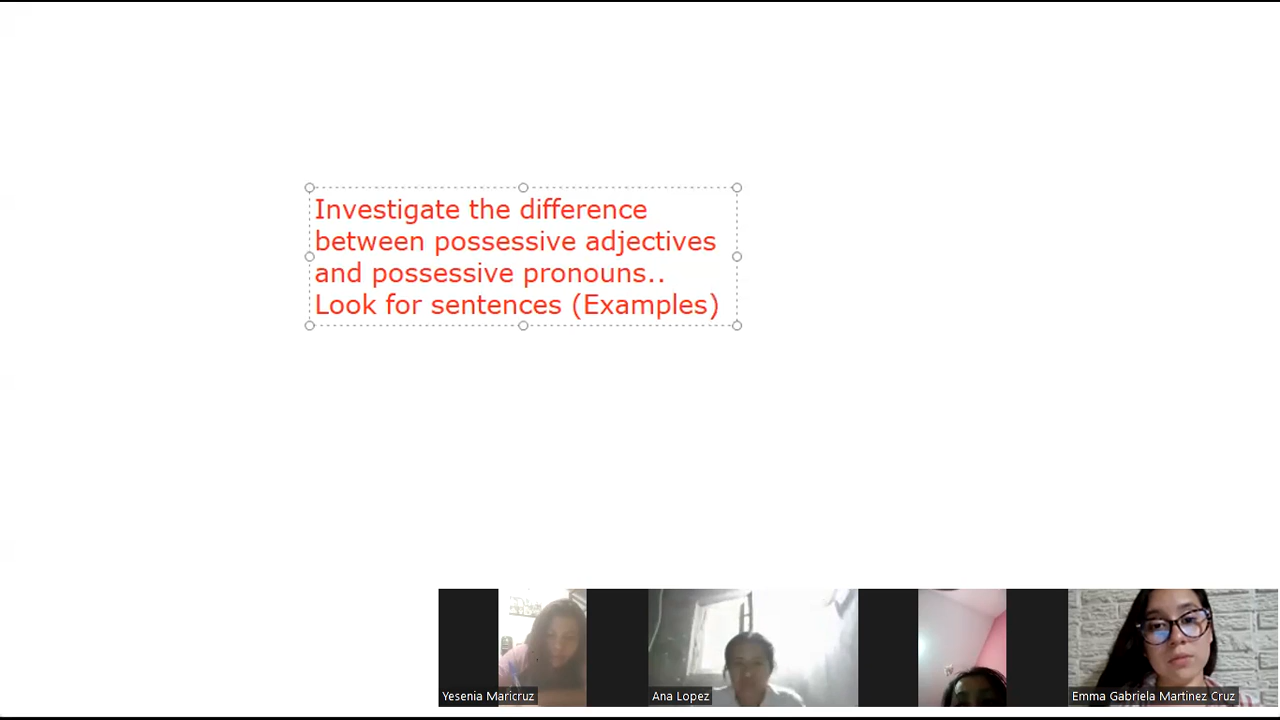 Investigate the difference
between possessive adjectives
and possessive pronouns..
Look for sentences (Examples)
Yesenia Maricruz
Ana Lopez
Emma Gabriela Martinez Cruz